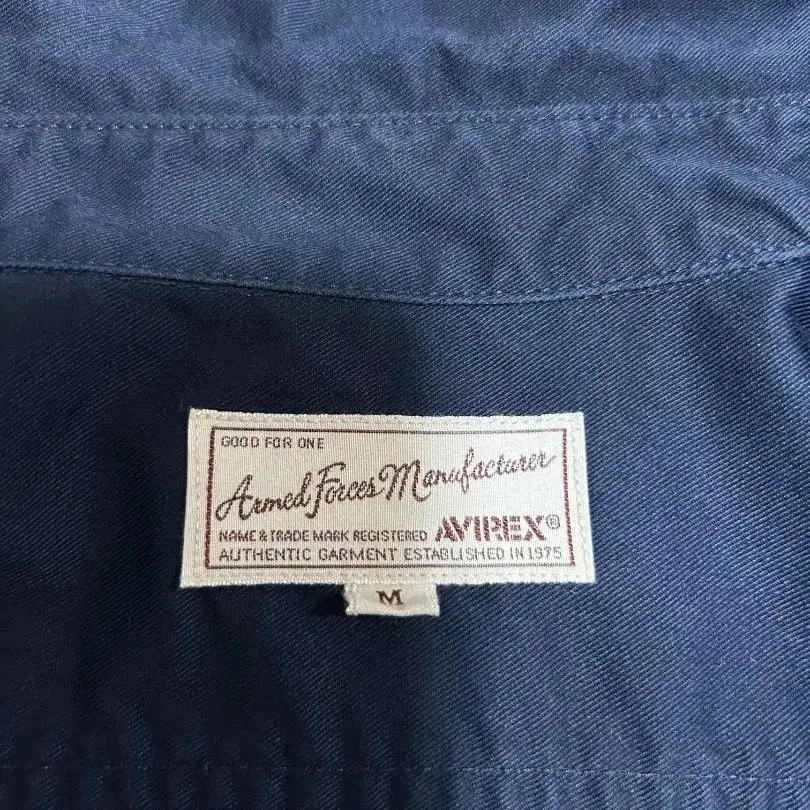 GOOD FOR ONE
Armed Forces Manufacturer
NAME & TRADE MARK REGISTERED AVIREX®
AUTHENTIC GARMENT ESTABLISHED IN 1975
M